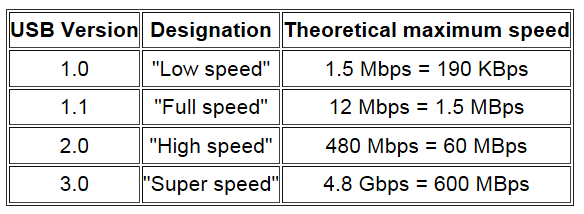 USB Version Designation Theoretical maximum speed
1.0 "Low speed" 1.5 Mbps = 190 KBps
1.1 "Full speed" 12 Mbps = 1.5 MBps
2.0 "High speed" 480 Mbps = 60 MBps
3.0 "Super speed" 4.8 Gbps = 600 MBps